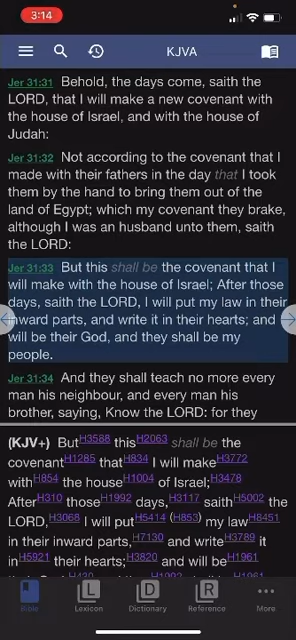 3:14
KJVA
Jer 31:31 Behold, the days come, saith the
LORD, that I will make a new covenant with
the house of Israel, and with the house of
Judah:
Jer 31:32 Not according to the covenant that I
made with their fathers in the day that I took
them by the hand to bring them out of the
land of Egypt; which my covenant they brake,
although I was an husband unto them, saith
the LORD:
Jer 31:33 But this shall be the covenant that I
will make with the house of Israel; After those
days, saith the LORD, I will put my law in their
inward parts, and write it in their hearts; and
will be their God, and they shall be my
people.
Jer 31:34 And they shall teach no more every
man his neighbour, and every man his
brother, saying, Know the LORD: for they
(KJV+) ButH3588 thisH2063 shall be the
covenantH1285 thatH834 I will makeH3772
withH854 the houseH1004 of Israel;H3478
AfterH310 thoseH1992 days,H3117 saithH5002 the
LORD,H3068 I will putH5414 (H853) my lawH8451
in their inward parts,H7130 and writeH3789 it
inH5921 their hearts;H3820 and will beH1961
Bible
L
Lexicon
D
Dictionary
R
Reference
More